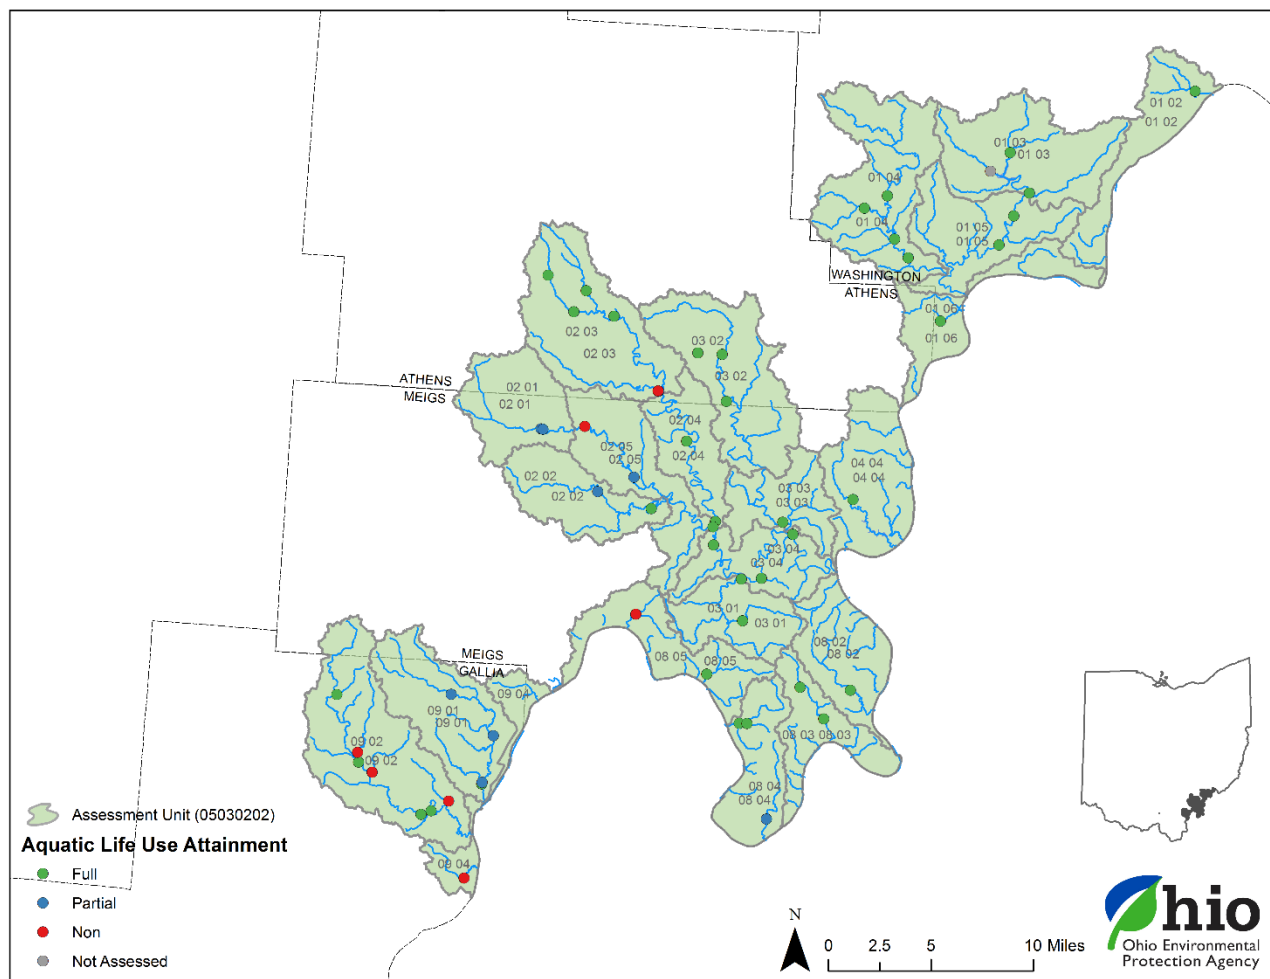 01 02
01 02
01 03
01 03
01 04
01 04
01 05
01 05
WASHINGTON
ATHENS
01 06
01 06
02 03
02 03
03 02
03 02
ATHENS
MEIGS
02 01
02 01
02 04
02 04
02 05
02 05
02 02
02 02
04 04
04 04
03 03
03 03
03 04
03 04
03 01
03 01
08 02
08 02
08 05
08 05
MEIGS
GALLIA
09 04
09 01
09 01
09 02
09 02
08 03
08 03
08 04
08 04
09 04
Assessment Unit (05030202)
Aquatic Life Use Attainment
Full
Partial
Non
Not Assessed
N
0 2.5 5 10 Miles
Ohio
Ohio Environmental
Protection Agency